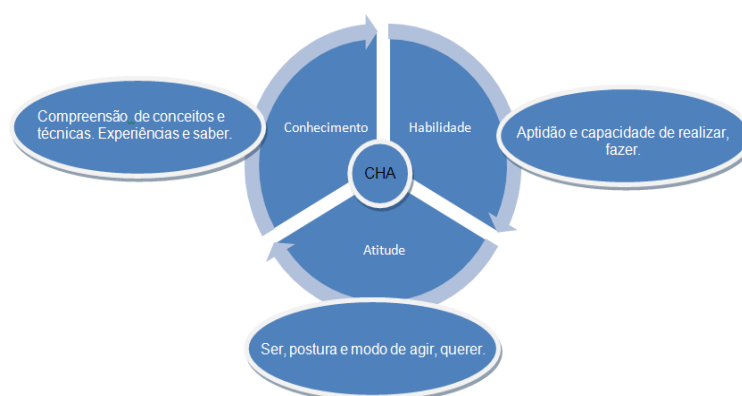 Compreensão de conceitos e
técnicas. Experiências e saber.
Conhecimento
Habilidade
Aptidão e capacidade de realizar,
fazer.
CHA
Atitude
Ser, postura e modo de agir, querer.